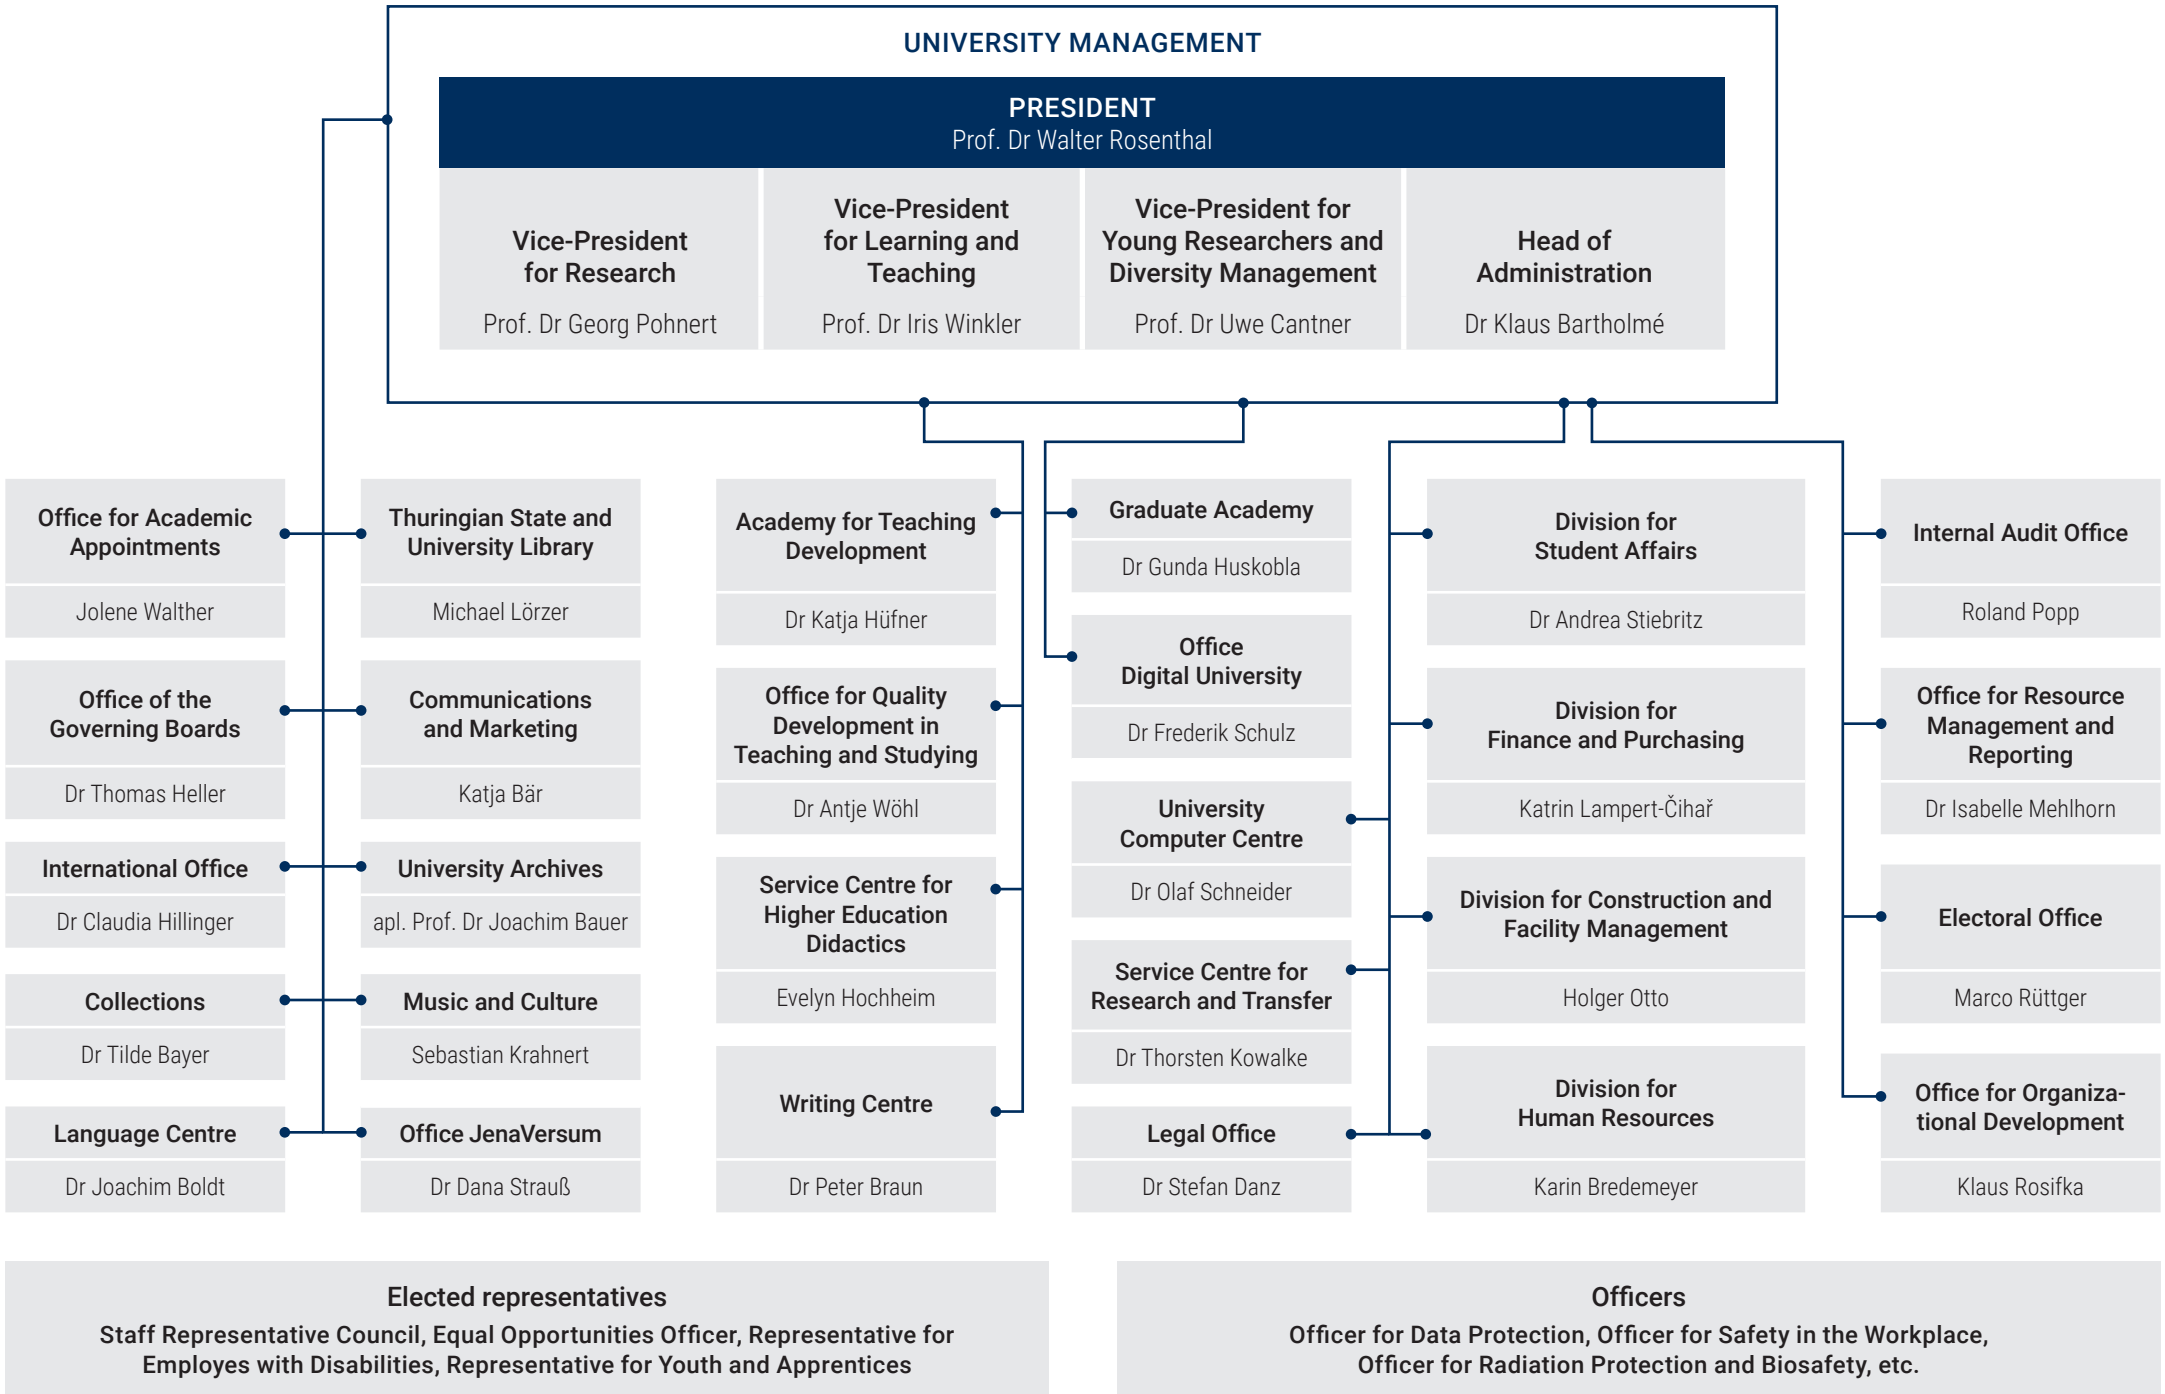 UNIVERSITY MANAGEMENT
PRESIDENT
Prof. Dr Walter Rosenthal
Vice-President
for Research
Prof. Dr Georg Pohnert
Vice-President
for Learning and
Teaching
Prof. Dr Iris Winkler
Vice-President for
Young Researchers and
Diversity Management
Prof. Dr Uwe Cantner
Head of
Administration
Dr Klaus Bartholmé
Office for Academic
Appointments
Jolene Walther
Office of the
Governing Boards
Dr Thomas Heller
International Office
Dr Claudia Hillinger
Collections
Dr Tilde Bayer
Language Centre
Dr Joachim Boldt
Thuringian State and
University Library
Michael Lörzer
Communications
and Marketing
Katja Bär
University Archives
apl. Prof. Dr Joachim Bauer
Music and Culture
Sebastian Krahnert
Office JenaVersum
Dr Dana Strauß
Academy for Teaching
Development
Dr Katja Hüfner
Office for Quality
Development in
Teaching and Studying
Dr Antje Wöhl
Service Centre for
Higher Education
Didactics
Evelyn Hochheim
Writing Centre
Dr Peter Braun
Graduate Academy
Dr Gunda Huskobla
Office
Digital University
Dr Frederik Schulz
University
Computer Centre
Dr Olaf Schneider
Service Centre for
Research and Transfer
Dr Thorsten Kowalke
Legal Office
Dr Stefan Danz
Division for
Student Affairs
Dr Andrea Stiebritz
Division for
Finance and Purchasing
Katrin Lampert-Čihař
Division for Construction and
Facility Management
Holger Otto
Division for
Human Resources
Karin Bredemeyer
Internal Audit Office
Roland Popp
Office for Resource
Management and
Reporting
Dr Isabelle Mehlhorn
Electoral Office
Marco Rüttger
Office for Organiza-
tional Development
Klaus Rosifka
Elected representatives
Staff Representative Council, Equal Opportunities Officer, Representative for
Employes with Disabilities, Representative for Youth and Apprentices
Officers
Officer for Data Protection, Officer for Safety in the Workplace,
Officer for Radiation Protection and Biosafety, etc.